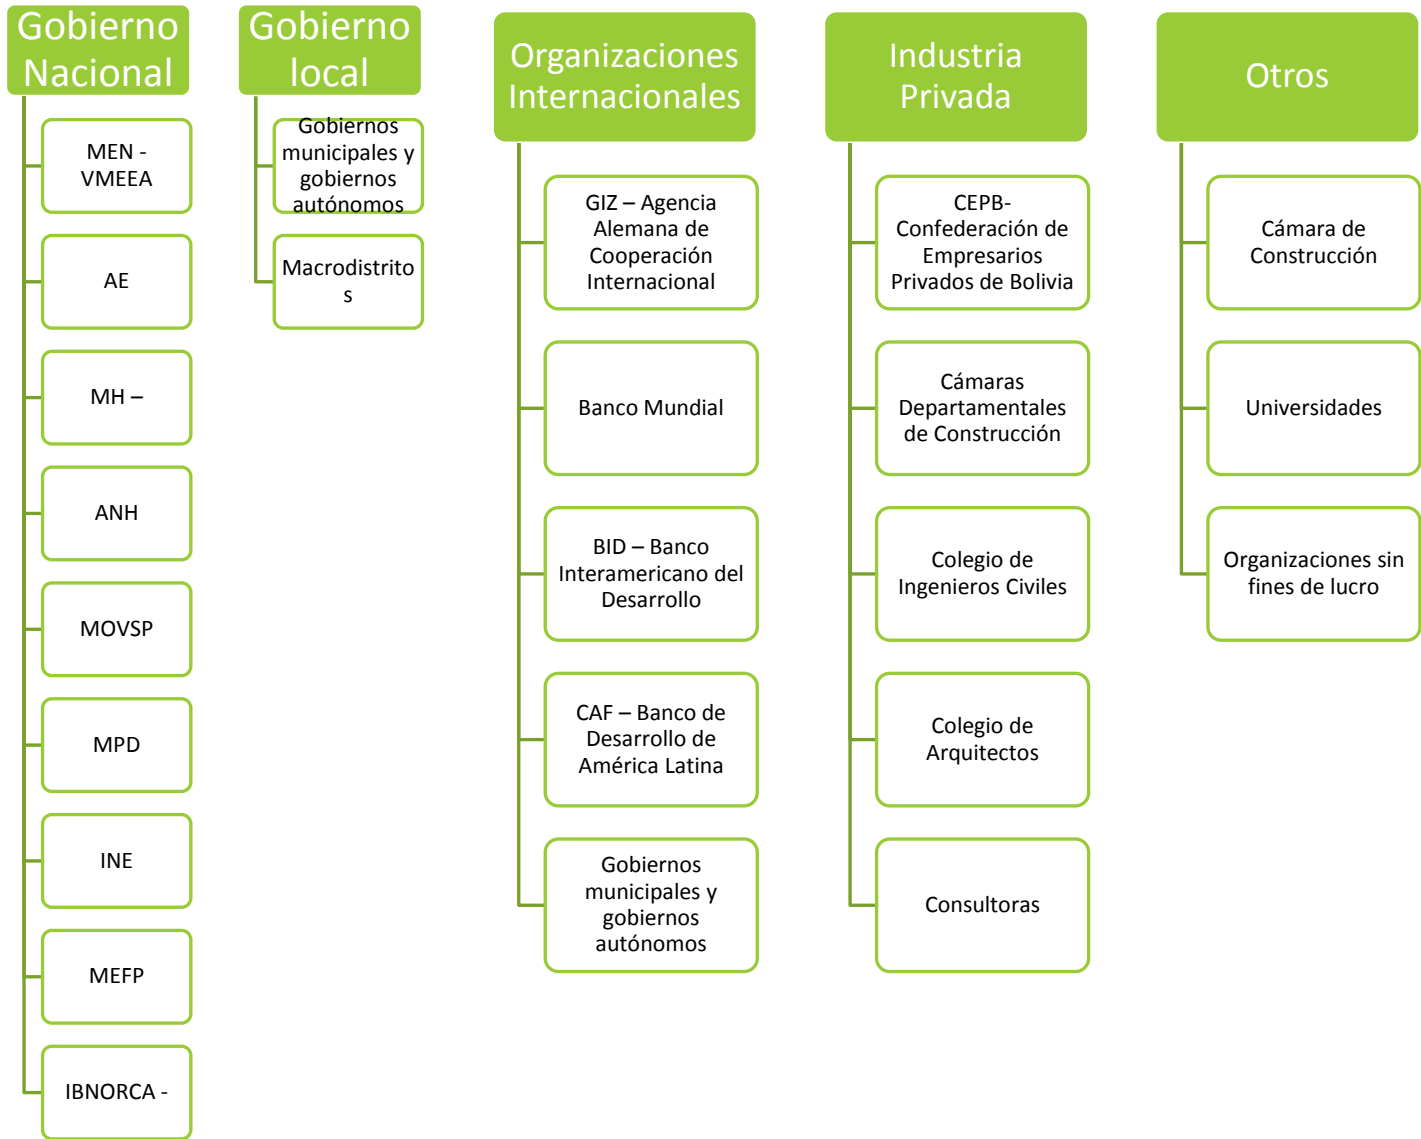 Gobierno
Nacional
MEN -
VMEEA
AE
MH –
ANH
MOVSP
MPD
INE
MEFP
IBNORCA -
Gobierno
local
Gobiernos
municipales y
gobiernos
autónomos
Macrodistrito
s
Organizaciones
Internacionales
GIZ – Agencia
Alemana de
Cooperación
Internacional
Banco Mundial
BID – Banco
Interamericano del
Desarrollo
CAF – Banco de
Desarrollo de
América Latina
Gobiernos
municipales y
gobiernos
autónomos
Industria
Privada
CEPB-
Confederación de
Empresarios
Privados de Bolivia
Cámaras
Departamentales
de Construcción
Colegio de
Ingenieros Civiles
Colegio de
Arquitectos
Consultoras
Otros
Cámara de
Construcción
Universidades
Organizaciones sin
fines de lucro